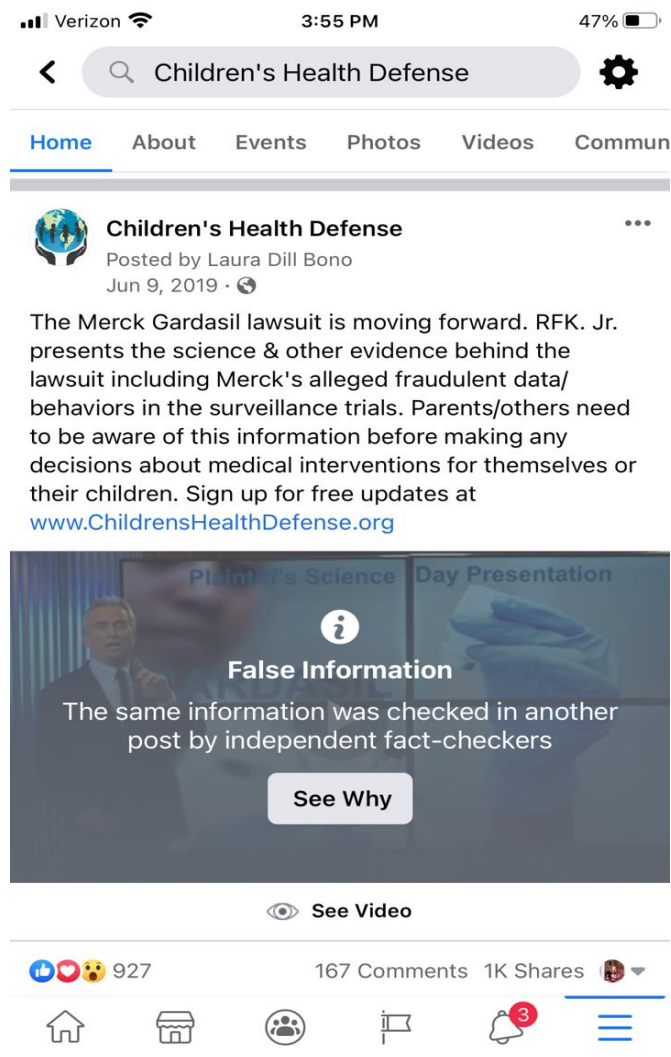 Verizon 3:55 PM 47%
Children's Health Defense
Home About Events Photos Videos Commun
Children's Health Defense
Posted by Laura Dill Bono
Jun 9, 2019 ·
The Merck Gardasil lawsuit is moving forward. RFK. Jr.
presents the science & other evidence behind the
lawsuit including Merck's alleged fraudulent data/
behaviors in the surveillance trials. Parents/others need
to be aware of this information before making any
decisions about medical interventions for themselves or
their children. Sign up for free updates at
www.ChildrensHealthDefense.org
Plaintiff's Science Day Presentation
GARDASIL
False Information
The same information was checked in another
post by independent fact-checkers
See Why
See Video
927 167 Comments 1K Shares
3